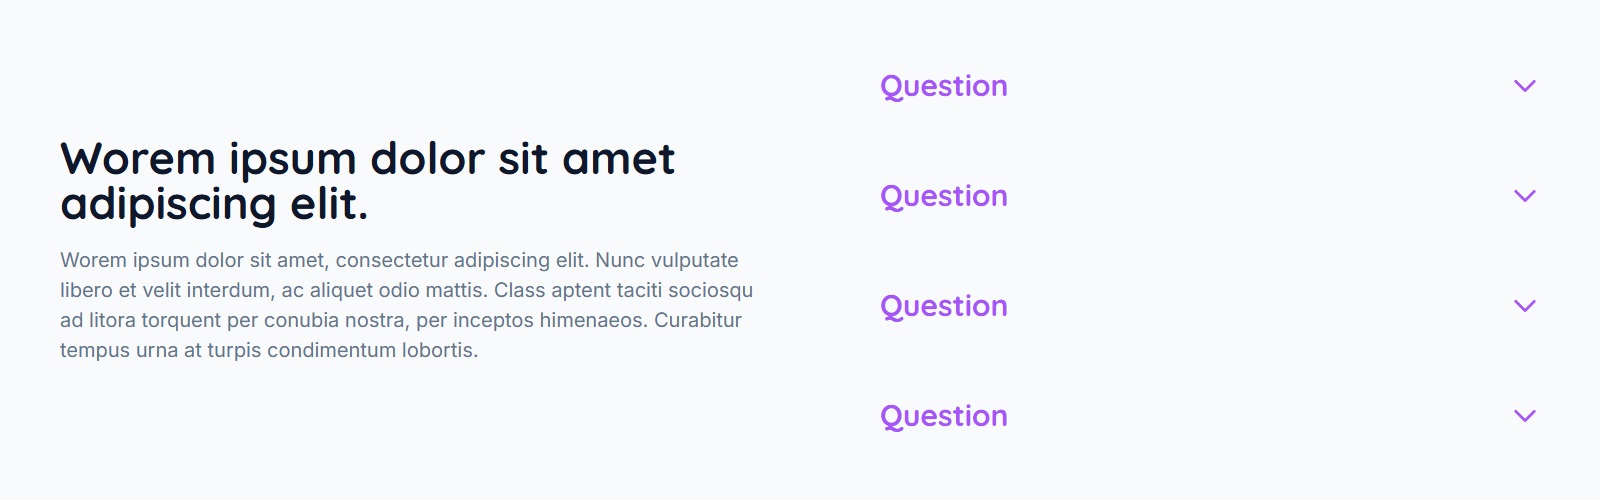 Worem ipsum dolor sit amet
adipiscing elit.
Worem ipsum dolor sit amet, consectetur adipiscing elit. Nunc vulputate
libero et velit interdum, ac aliquet odio mattis. Class aptent taciti sociosqu
ad litora torquent per conubia nostra, per inceptos himenaeos. Curabitur
tempus urna at turpis condimentum lobortis.
Question
Question
Question
Question